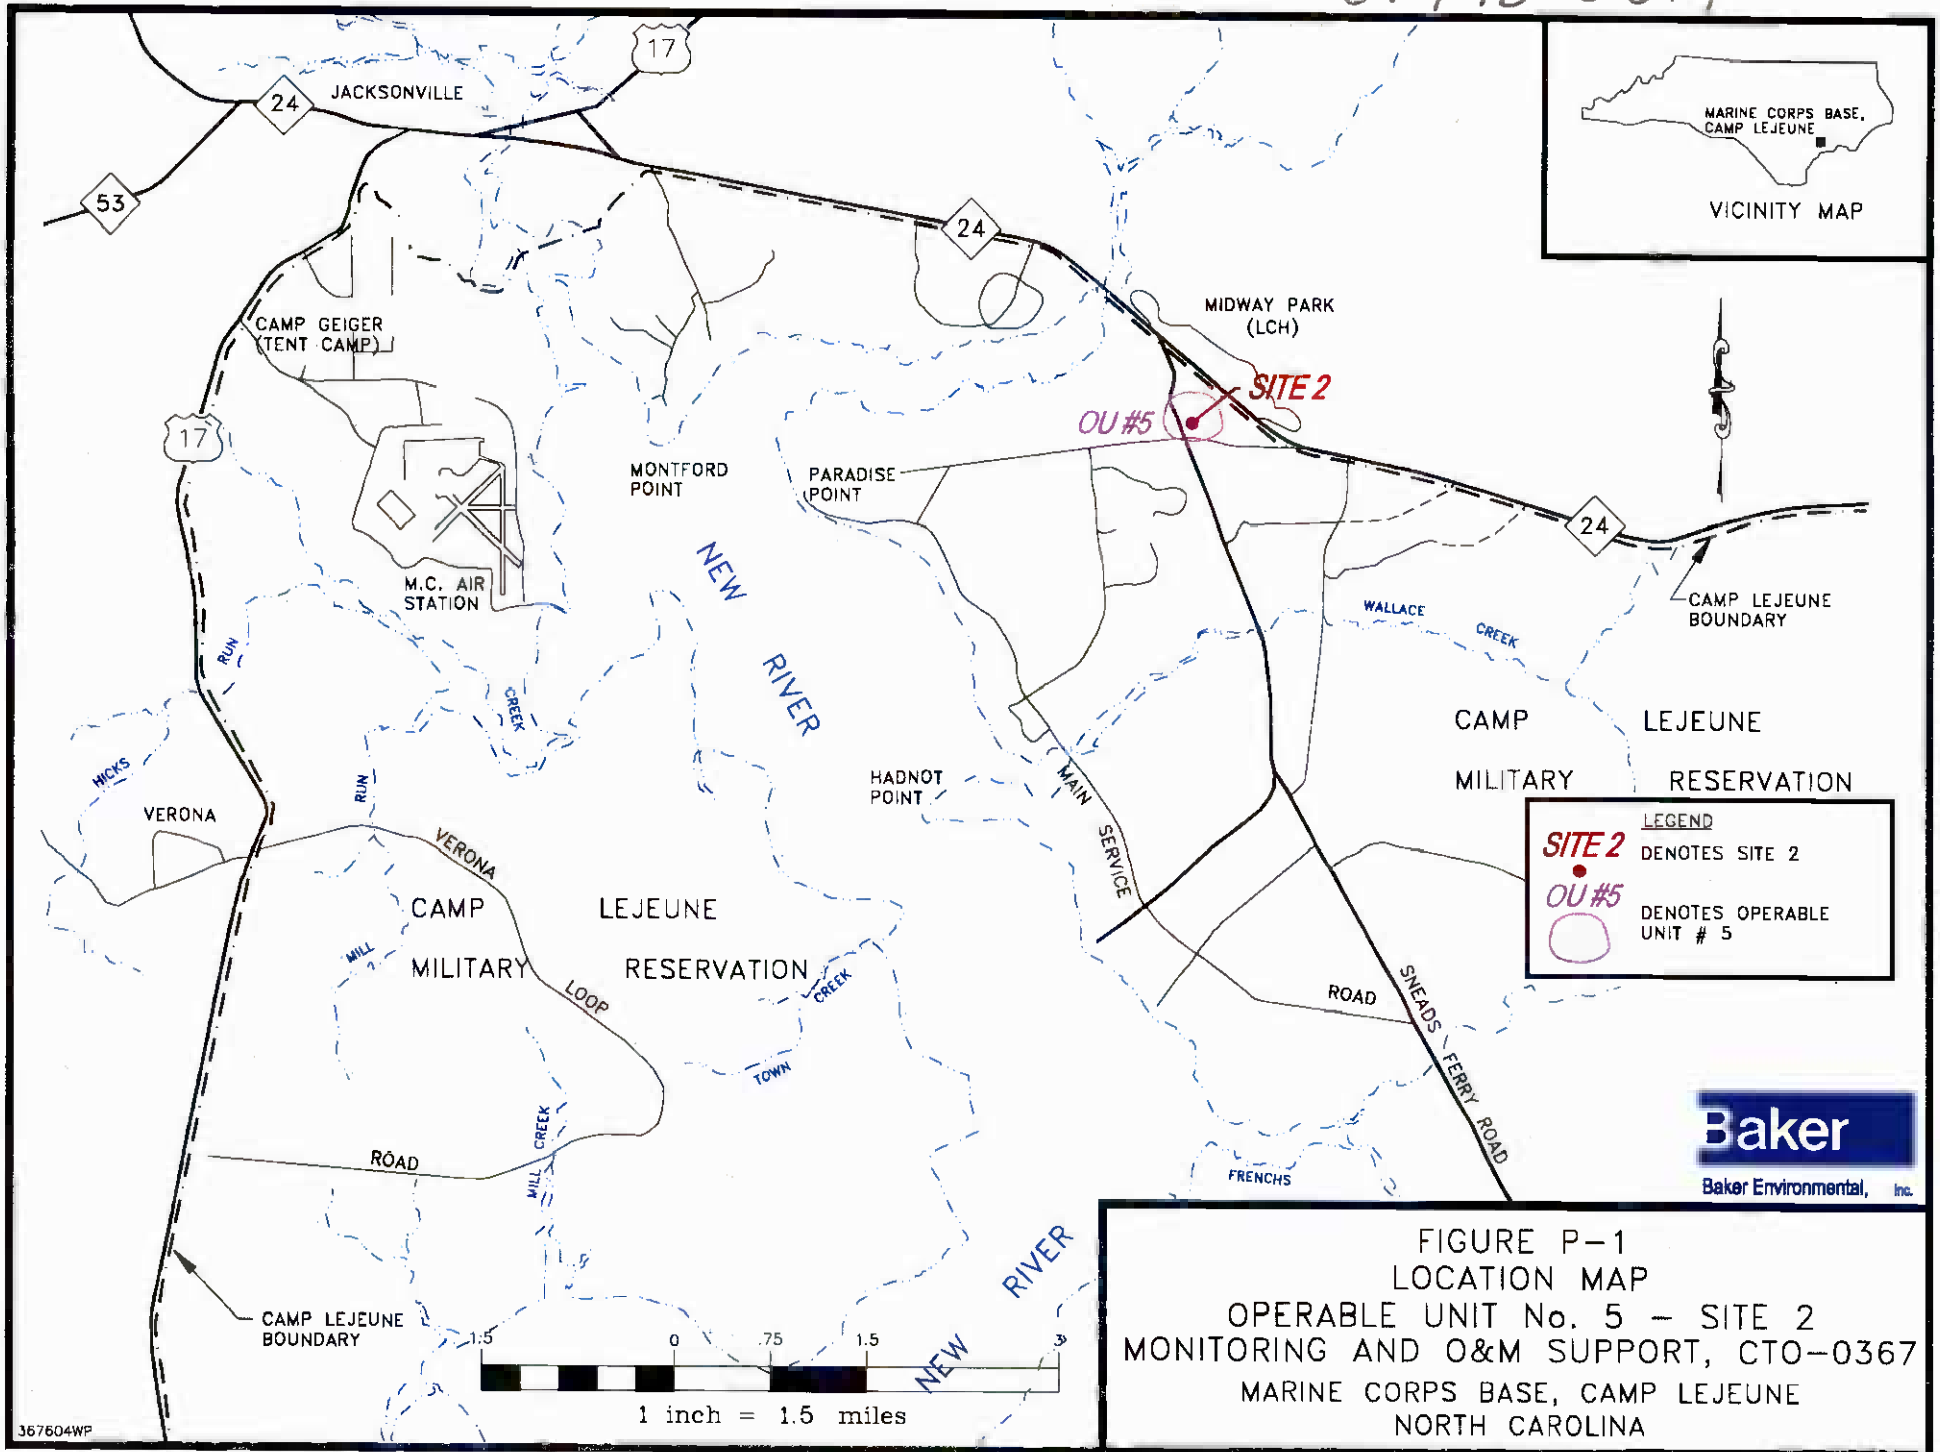 17
24
JACKSONVILLE
53
24
MARINE CORPS BASE,
CAMP LEJEUNE
VICINITY MAP
CAMP GEIGER
(TENT CAMP)
MIDWAY PARK
(LCH)
SITE 2
OU #5
17
MONTFORD
POINT
PARADISE
POINT
24
M.C. AIR
STATION
NEW
RIVER
CAMP LEJEUNE
BOUNDARY
WALLACE
CREEK
RUN
CREEK
HICKS
RUN
VERONA
HADNOT
POINT
MAIN
SERVICE
ROAD
CAMP LEJEUNE
MILITARY RESERVATION
VERONA
LOOP
ROAD
CAMP LEJEUNE
MILITARY RESERVATION
MILL
CREEK
TOWN
MILL CREEK
SNEADS FERRY ROAD
FRENCHS
LEGEND
SITE 2 DENOTES SITE 2
OU #5
DENOTES OPERABLE
UNIT # 5
Baker
Baker Environmental, Inc.
CAMP LEJEUNE
BOUNDARY
NEW RIVER
1.5 0 .75 1.5 3
1 inch = 1.5 miles
367604WP
FIGURE P-1
LOCATION MAP
OPERABLE UNIT No. 5 - SITE 2
MONITORING AND O&M SUPPORT, CTO-0367
MARINE CORPS BASE, CAMP LEJEUNE
NORTH CAROLINA